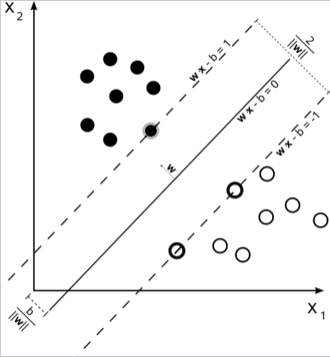 X2
w x - b = 1
2
||w||
w x - b = 0
w x - b = -1
w
b
||w||
X1